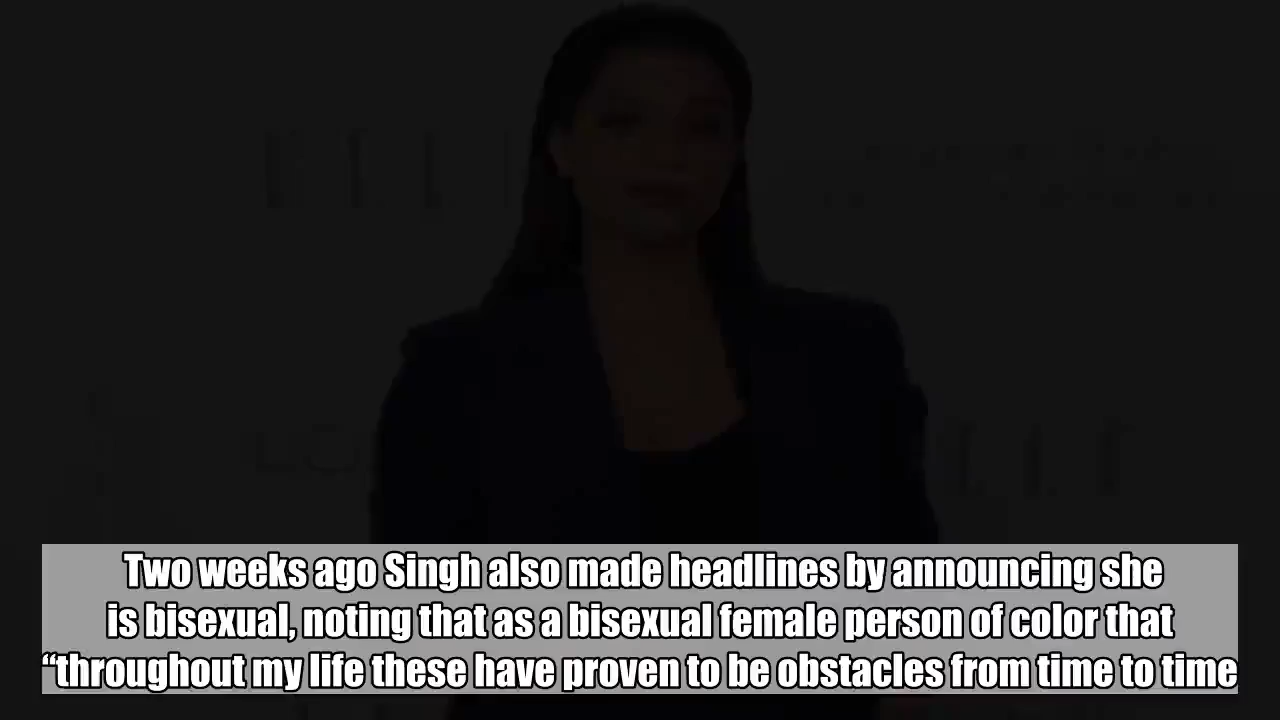 Two weeks ago Singh also made headlines by announcing she
is bisexual, noting that as a bisexual female person of color that
“throughout my life these have proven to be obstacles from time to time